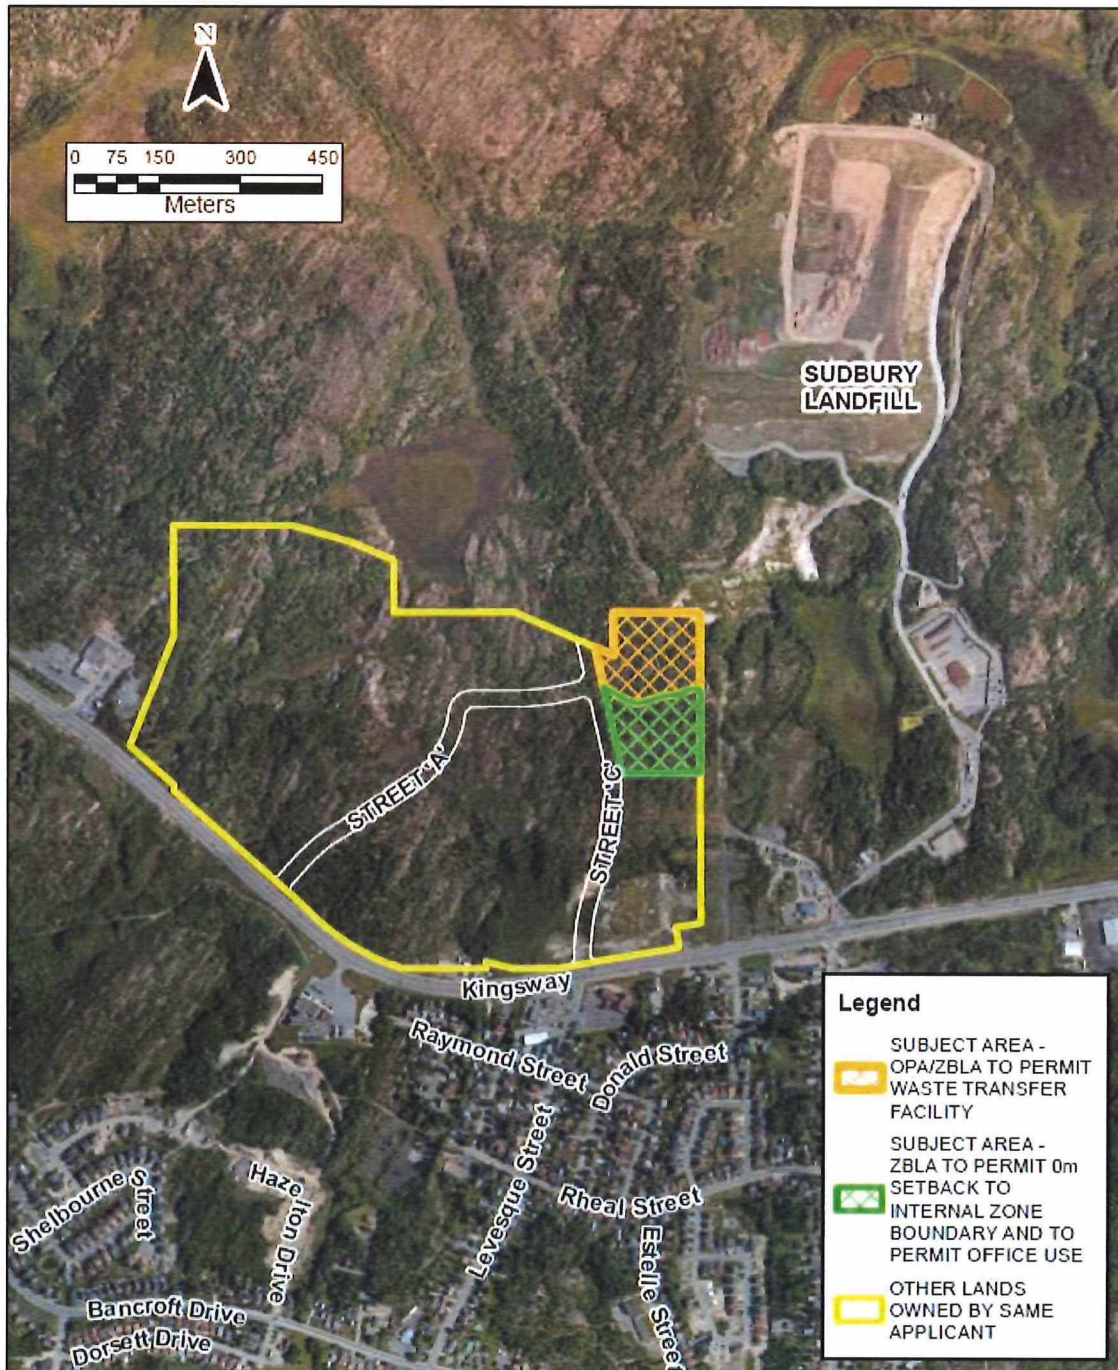 N
0 75 150 300 450
Meters
SUDBURY
LANDFILL
STREET 'A'
STREET 'C'
Kingsway
Raymond Street
Donald Street
Levesque Street
Rheal Street
Estelle Street
Shelbourne
Street
Hazelton Drive
Bancroft Drive
Dorsett Drive
Legend
SUBJECT AREA -
OPA/ZBLA TO PERMIT
WASTE TRANSFER
FACILITY
SUBJECT AREA -
ZBLA TO PERMIT 0m
SETBACK TO
INTERNAL ZONE
BOUNDARY AND TO
PERMIT OFFICE USE
OTHER LANDS
OWNED BY SAME
APPLICANT